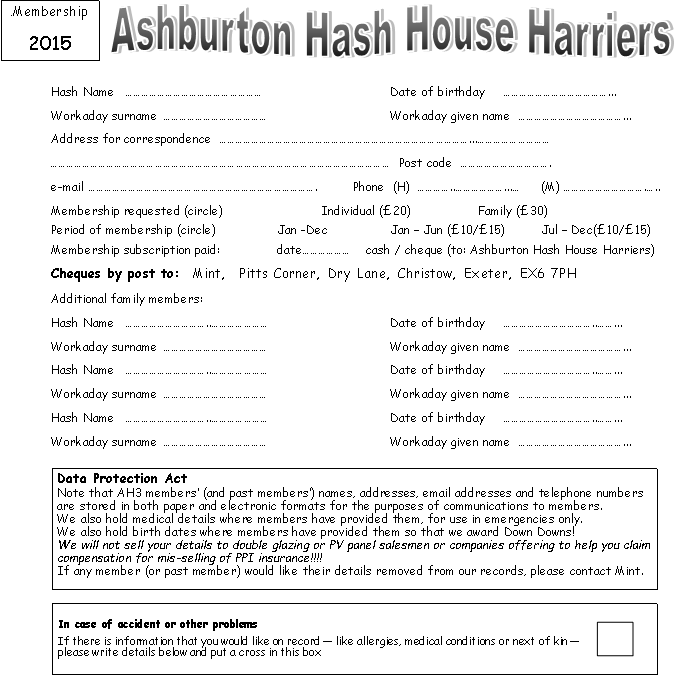 Membership
2015
Ashburton Hash House Harriers
Hash Name ………………………………………… Date of birthday …………………………………
Workaday surname ……………………………… Workaday given name …………………………………
Address for correspondence ……………………………………………………………………………………………
………………………………………………………………………………………………………… Post code ……………………………
e-mail ………………………………………………………………………. Phone (H) ……………………………… (M) ………………………………
Membership requested (circle) Individual (£20) Family (£30)
Period of membership (circle) Jan -Dec Jan – Jun (£10/£15) Jul – Dec(£10/£15)
Membership subscription paid: date……………… cash / cheque (to: Ashburton Hash House Harriers)
Cheques by post to: Mint, Pitts Corner, Dry Lane, Christow, Exeter, EX6 7PH
Additional family members:
Hash Name ………………………………………… Date of birthday …………………………………
Workaday surname ……………………………… Workaday given name …………………………………
Hash Name ………………………………………… Date of birthday …………………………………
Workaday surname ……………………………… Workaday given name …………………………………
Hash Name ………………………………………… Date of birthday …………………………………
Workaday surname ……………………………… Workaday given name …………………………………
Data Protection Act
Note that AH3 members' (and past members') names, addresses, email addresses and telephone numbers
are stored in both paper and electronic formats for the purposes of communications to members.
We also hold medical details where members have provided them, for use in emergencies only.
We also hold birth dates where members have provided them so that we award Down Downs!
We will not sell your details to double glazing or PV panel salesmen or companies offering to help you claim
compensation for mis-selling of PPI insurance!!!!
If any member (or past member) would like their details removed from our records, please contact Mint.
In case of accident or other problems
If there is information that you would like on record — like allergies, medical conditions or next of kin —
please write details below and put a cross in this box